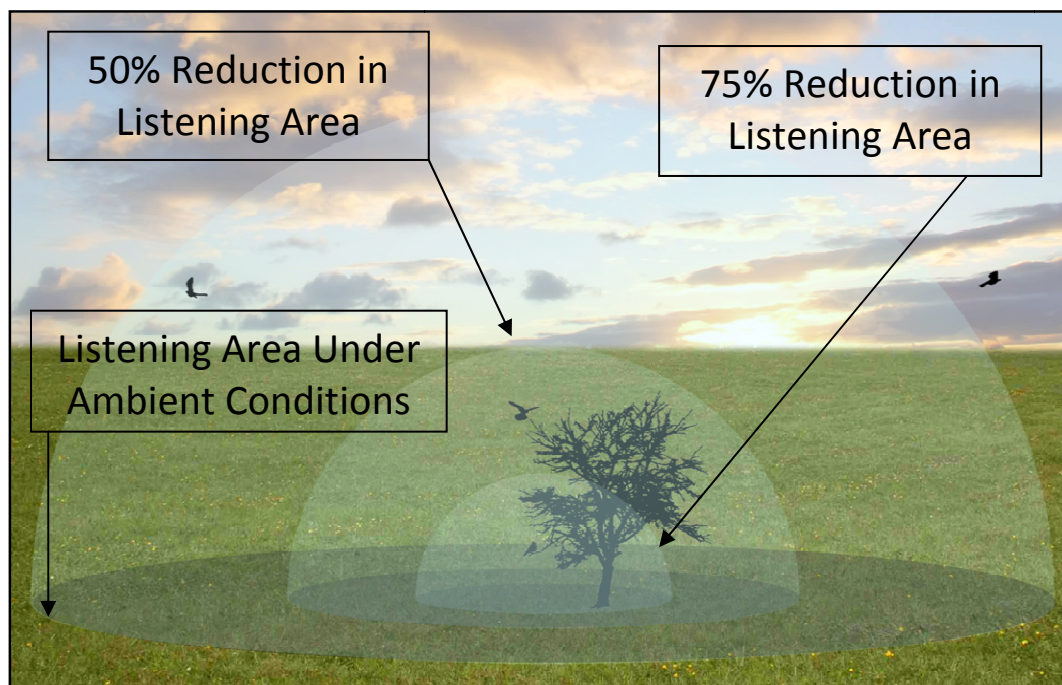 50% Reduction in
Listening Area
75% Reduction in
Listening Area
Listening Area Under
Ambient Conditions